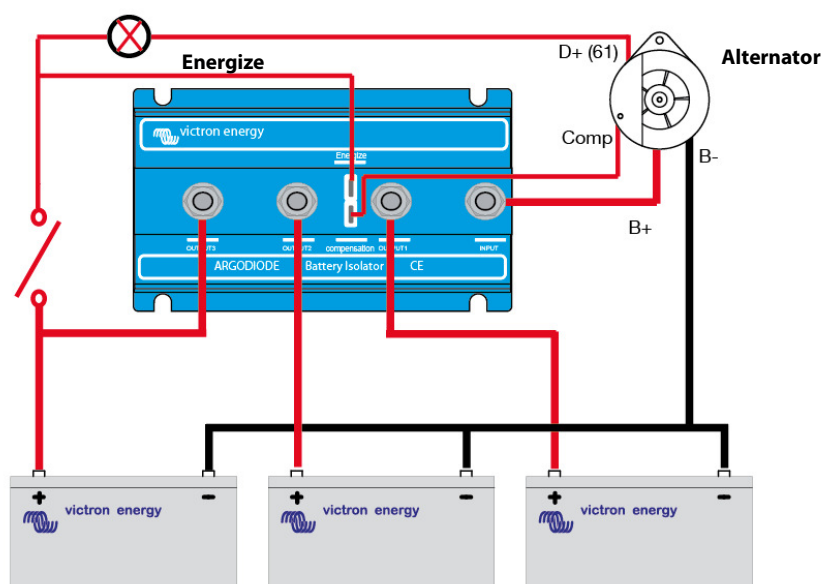 D+ (61)
Alternator
Energize
victron energy
Comp
Energize
B-
B+
OUTPUT3
OUTPUT2
compensation
OUTPUT1
INPUT
ARGODIODE
Battery Isolator
CE
+
-
+
-
+
-
victron energy
victron energy
victron energy